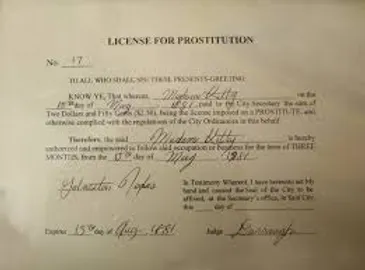 LICENSE FOR PROSTITUTION
No. 37
TO ALL WHO SHALL SEE THESE PRESENTS-GREETING:
KNOW YE, That whereas, Madam Utty on the
15th day of May 1881 paid to the City Secretary the sum of
Two Dollars and Fifty Cents ($2.50), being the license imposed on a PROSTITUTE, and
otherwise complied with the regulations of the City Ordinances in this behalf.
Therefore, the said Madam Utty is hereby
authorized and empowered to follow said occupation or business for the term of THREE
MONTHS, from the 15th day of May 1881
In Testimony Whereof, I have hereunto set my
hand and caused the seal of the City to be
affixed, at the Secretary's office, in said City
this day of
Expires 15th day of Aug. 1881
Judge